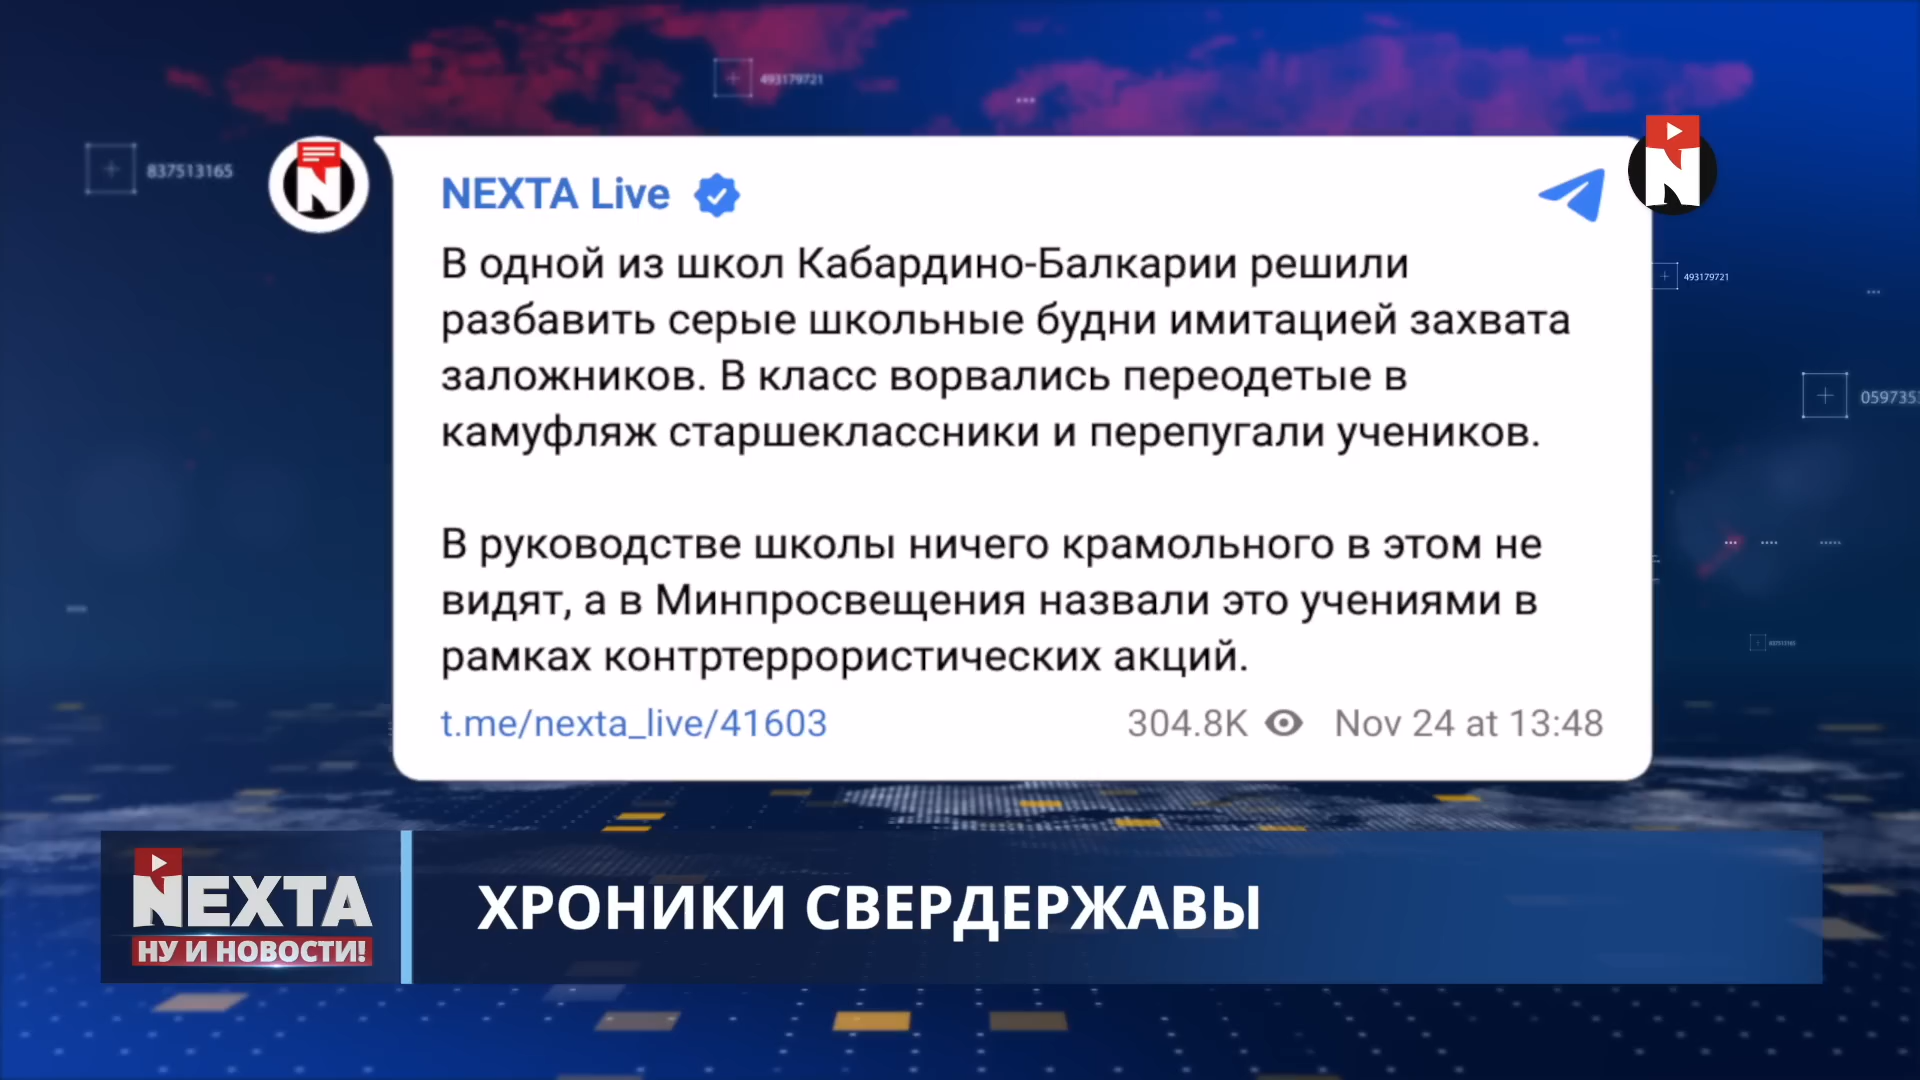 493179721
837513165
NEXTA Live
В одной из школ Кабардино-Балкарии решили
разбавить серые школьные будни имитацией захвата
заложников. В класс ворвались переодетые в
камуфляж старшеклассники и перепугали учеников.
В руководстве школы ничего крамольного в этом не
видят, а в Минпросвещения назвали это учениями в
рамках контртеррористических акций.
t.me/nexta_live/41603 304.8K Nov 24 at 13:48
493179721
059735
NEXTA
НУ И НОВОСТИ!
ХРОНИКИ СВЕРДЕРЖАВЫ